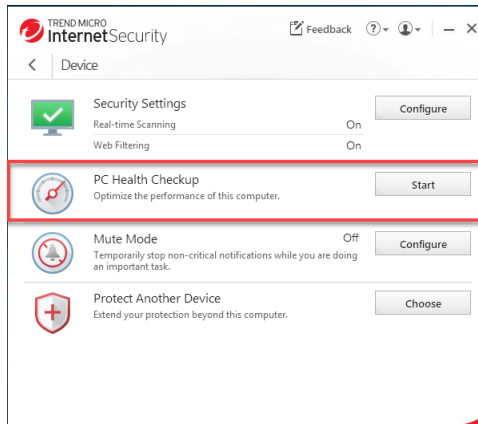 TREND MICRO
InternetSecurity
Feedback
?
Device
Security Settings
Configure
Real-time Scanning On
Web Filtering On
PC Health Checkup
Start
Optimize the performance of this computer.
Mute Mode Off
Configure
Temporarily stop non-critical notifications while you are doing
an important task.
Protect Another Device
Choose
Extend your protection beyond this computer.